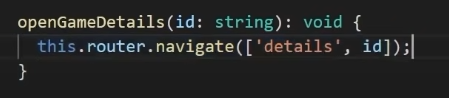 openGameDetails(id: string): void {
  this.router.navigate(['details', id]);
}